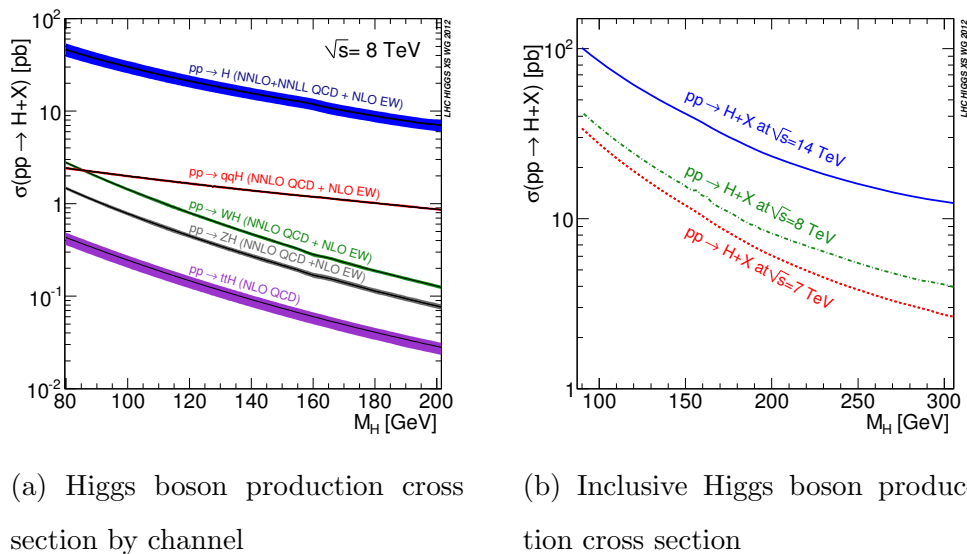 σ(pp → H+X) [pb]
10²
10
1
10⁻¹
10⁻²
√s= 8 TeV
LHC HIGGS XS WG 2012
pp → H (NNLO+NNLL QCD + NLO EW)
pp → qqH (NNLO QCD + NLO EW)
pp → WH (NNLO QCD + NLO EW)
pp → ZH (NNLO QCD +NLO EW)
pp → ttH (NLO QCD)
80 100 120 140 160 180 200
M_H [GeV]
σ(pp → H+X) [pb]
10²
10
1
LHC HIGGS XS WG 2012
pp → H+X at √s=14 TeV
pp → H+X at √s=8 TeV
pp → H+X at √s=7 TeV
100 150 200 250 300
M_H [GeV]
(a) Higgs boson production cross
section by channel
(b) Inclusive Higgs boson produc-
tion cross section